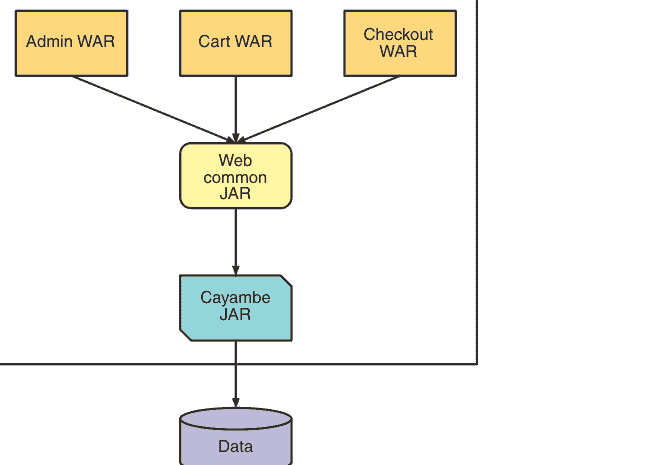 Admin WAR
Cart WAR
Checkout
WAR
Web
common
JAR
Cayambe
JAR
Data